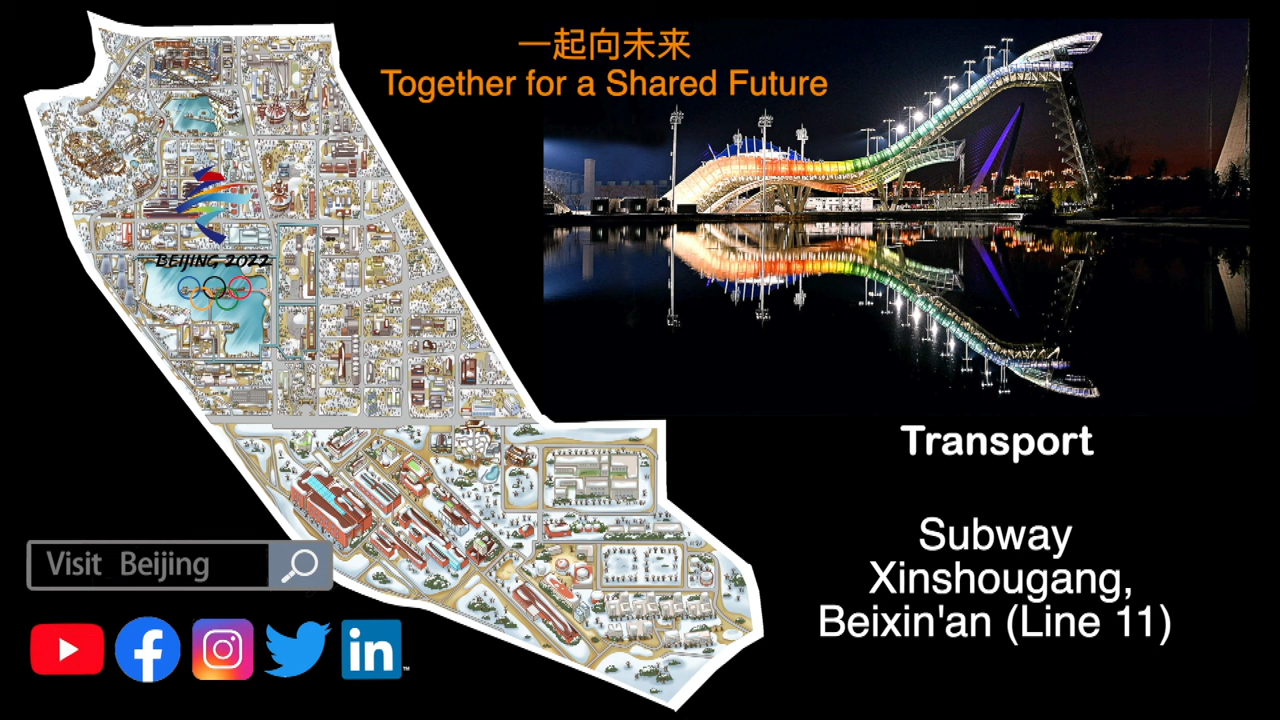 一起向未来
Together for a Shared Future
BEIJING 2022
Transport
Subway
Xinshougang,
Beixin'an (Line 11)
Visit Beijing
in